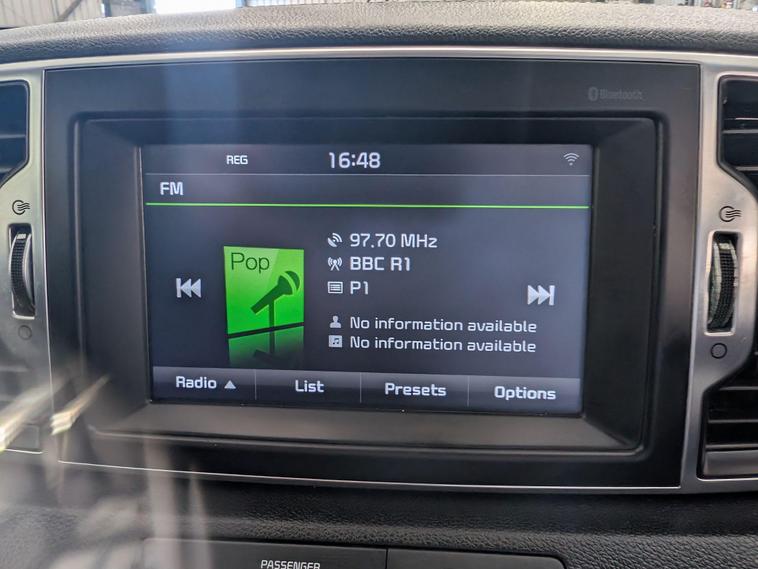 Bluetooth
REG 16:48
FM
Pop
97.70 MHz
BBC R1
P1
No information available
No information available
Radio List Presets Options
PASSENGER